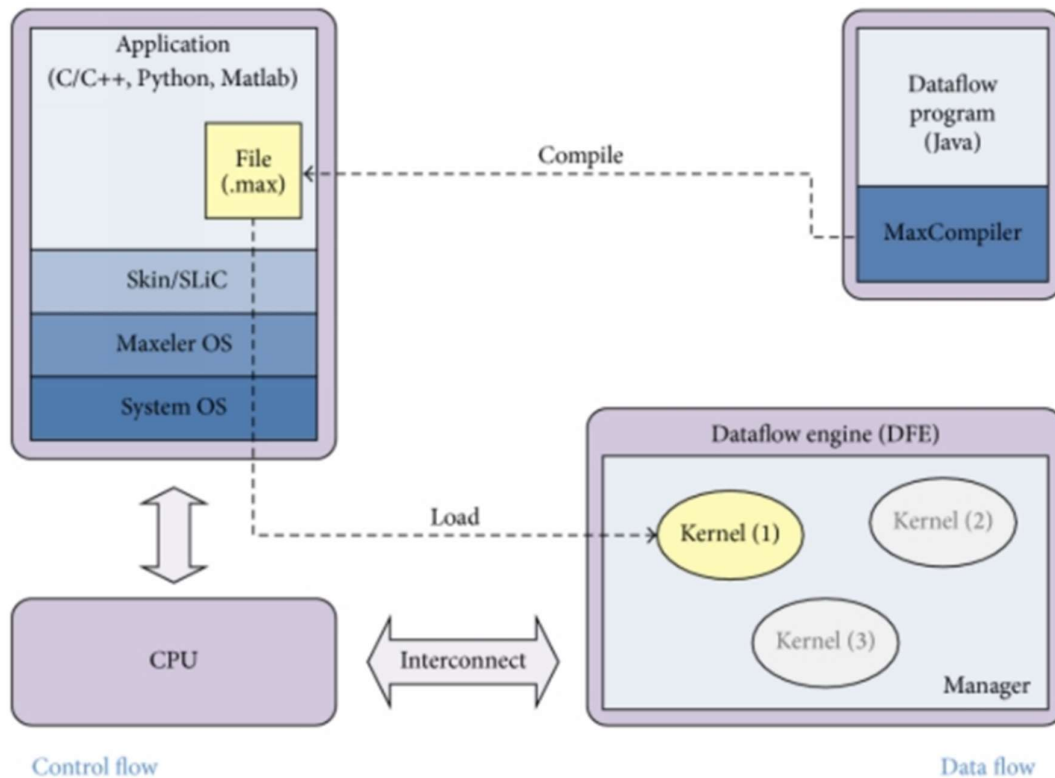 Application
(C/C++, Python, Matlab)
File
(.max)
Skin/SLiC
Maxeler OS
System OS
Compile
Dataflow
program
(Java)
MaxCompiler
Load
Dataflow engine (DFE)
Kernel (1)
Kernel (2)
Kernel (3)
Manager
CPU
Interconnect
Control flow
Data flow